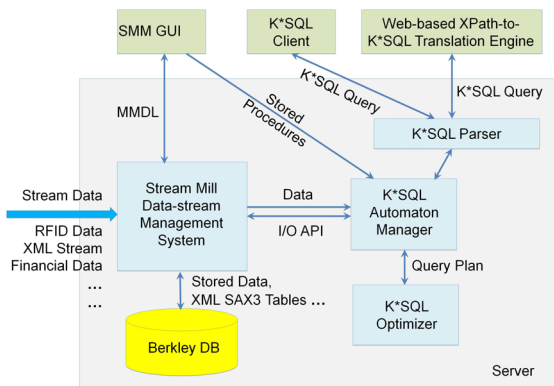 SMM GUI
K*SQL
Client
Web-based XPath-to-
K*SQL Translation Engine
MMDL
Stored
Procedures
K*SQL Query
K*SQL Query
K*SQL Parser
Stream Data
RFID Data
XML Stream
Financial Data
...
...
Stream Mill
Data-stream
Management
System
Data
I/O API
K*SQL
Automaton
Manager
Stored Data,
XML SAX3 Tables ...
Query Plan
K*SQL
Optimizer
Berkley DB
Server